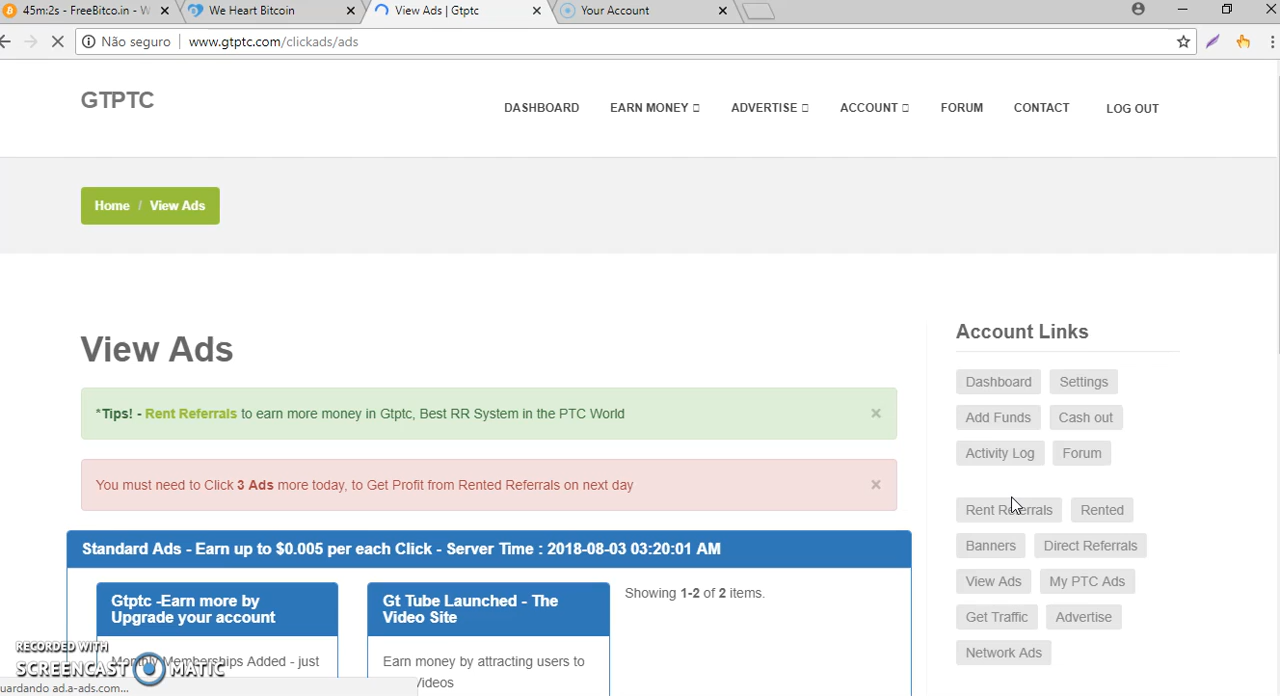 45m:2s - FreeBitco.in - W
We Heart Bitcoin
View Ads | Gtptc
Your Account
Não seguro
www.gtptc.com/clickads/ads
GTPTC
DASHBOARD
EARN MONEY
ADVERTISE
ACCOUNT
FORUM
CONTACT
LOG OUT
Home / View Ads
View Ads
*Tips! - Rent Referrals to earn more money in Gtptc, Best RR System in the PTC World ×
You must need to Click 3 Ads more today, to Get Profit from Rented Referrals on next day ×
Standard Ads - Earn up to $0.005 per each Click - Server Time : 2018-08-03 03:20:01 AM
Gtptc -Earn more by
Upgrade your account
Monthly Memberships Added - just
Gt Tube Launched - The
Video Site
Earn money by attracting users to
Videos
Showing 1-2 of 2 items.
Account Links
Dashboard
Settings
Add Funds
Cash out
Activity Log
Forum
Rent Referrals
Rented
Banners
Direct Referrals
View Ads
My PTC Ads
Get Traffic
Advertise
Network Ads
RECORDED WITH
SCREENCAST MATIC
uardando ad.a-ads.com...